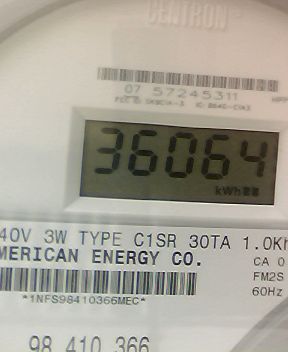 CENTRON
07 57245311
36064
kWh
40V 3W TYPE C1SR 30TA 1.0Kh
MERICAN ENERGY CO.
CA 0
FM2S
60Hz
*1NFS98410366MEC*
98 410 366